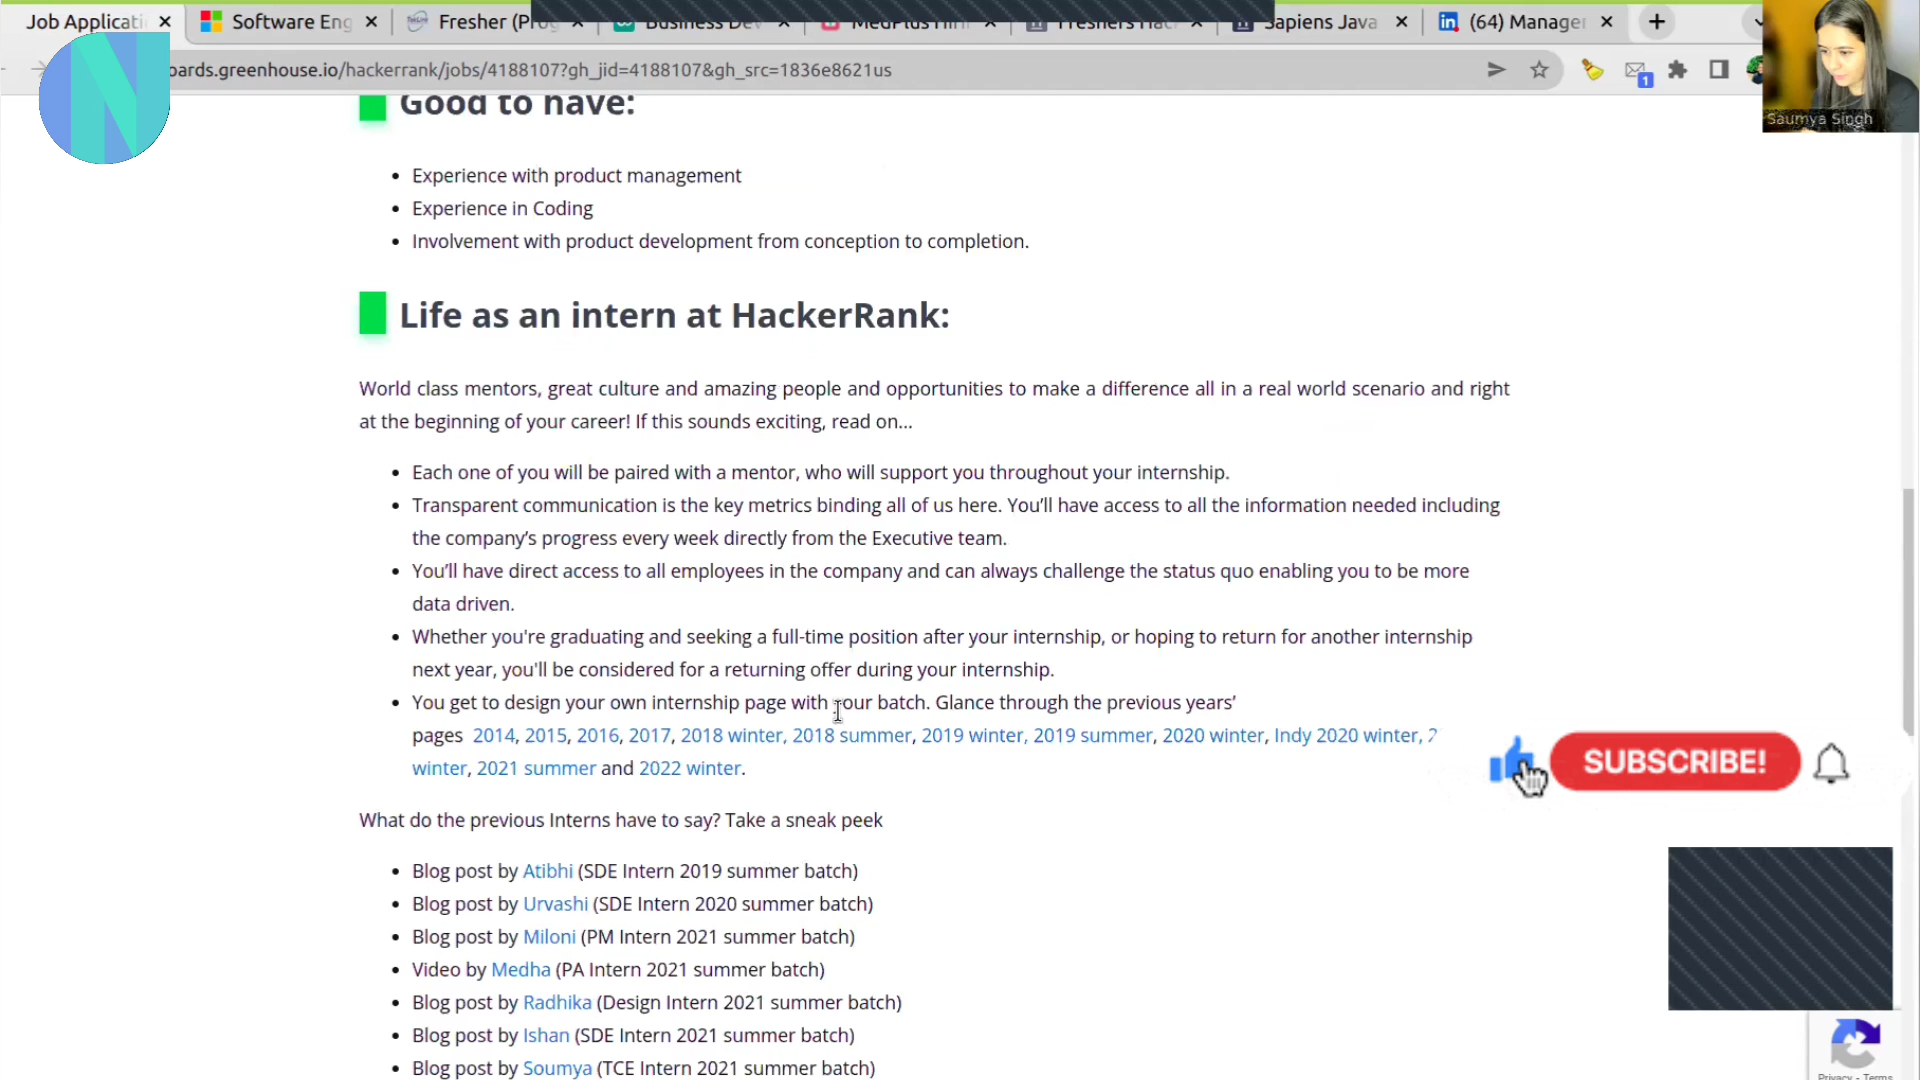 Job Applicati
Software Eng
Fresher (Prog
Business Dev
MedPlus Hiri
Freshers Hac
Sapiens Java
(64) Manager
oards.greenhouse.io/hackerrank/jobs/4188107?gh_jid=4188107&gh_src=1836e8621us
1
Saumya Singh
Good to have:
Experience with product management
Experience in Coding
Involvement with product development from conception to completion.
Life as an intern at HackerRank:
World class mentors, great culture and amazing people and opportunities to make a difference all in a real world scenario and right
at the beginning of your career! If this sounds exciting, read on...
Each one of you will be paired with a mentor, who will support you throughout your internship.
Transparent communication is the key metrics binding all of us here. You’ll have access to all the information needed including
the company’s progress every week directly from the Executive team.
You’ll have direct access to all employees in the company and can always challenge the status quo enabling you to be more
data driven.
Whether you're graduating and seeking a full-time position after your internship, or hoping to return for another internship
next year, you'll be considered for a returning offer during your internship.
You get to design your own internship page with your batch. Glance through the previous years’
pages 2014, 2015, 2016, 2017, 2018 winter, 2018 summer, 2019 winter, 2019 summer, 2020 winter, Indy 2020 winter, 2
winter, 2021 summer and 2022 winter.
SUBSCRIBE!
What do the previous Interns have to say? Take a sneak peek
Blog post by Atibhi (SDE Intern 2019 summer batch)
Blog post by Urvashi (SDE Intern 2020 summer batch)
Blog post by Miloni (PM Intern 2021 summer batch)
Video by Medha (PA Intern 2021 summer batch)
Blog post by Radhika (Design Intern 2021 summer batch)
Blog post by Ishan (SDE Intern 2021 summer batch)
Blog post by Soumya (TCE Intern 2021 summer batch)
Privacy - Terms